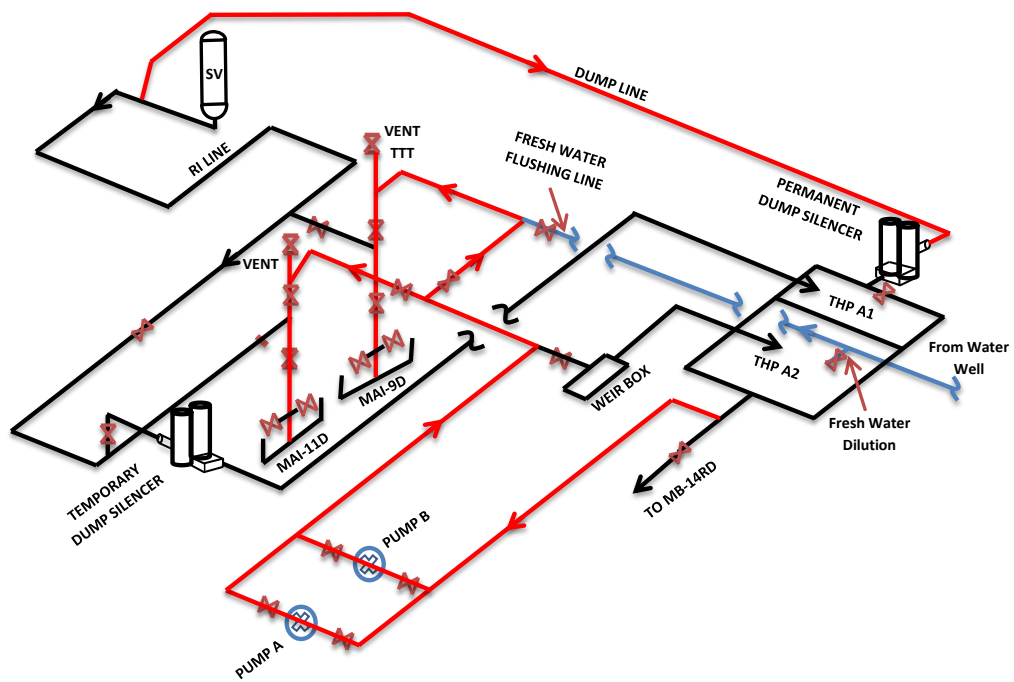 SV
DUMP LINE
RI LINE
VENT
TTT
FRESH WATER
FLUSHING LINE
PERMANENT
DUMP SILENCER
VENT
THP A1
THP A2
From Water
Well
Fresh Water
Dilution
WEIR BOX
MAI-9D
MAI-11D
TEMPORARY
DUMP SILENCER
TO MB-14RD
PUMP B
PUMP A